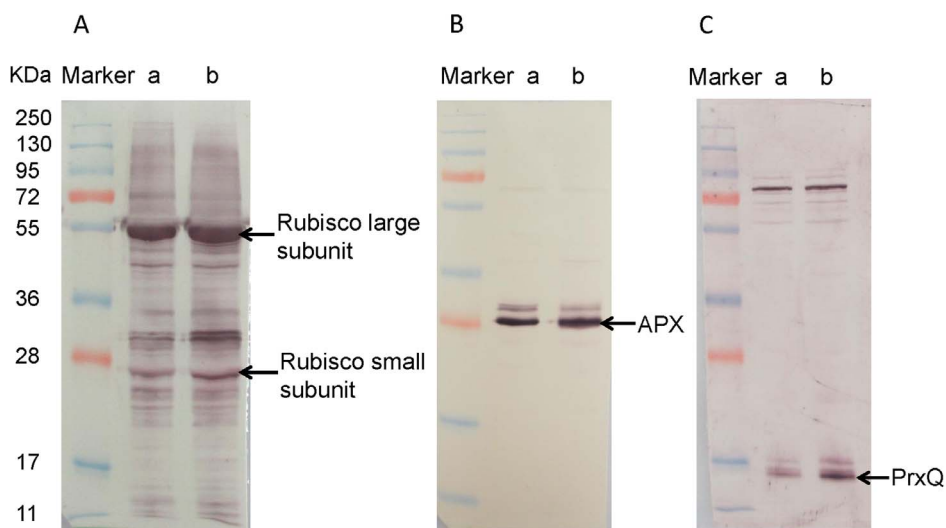 A
B
C
KDa
Marker a b
Marker a b
Marker a b
250
130
95
72
55
36
28
17
11
Rubisco large
subunit
Rubisco small
subunit
APX
PrxQ